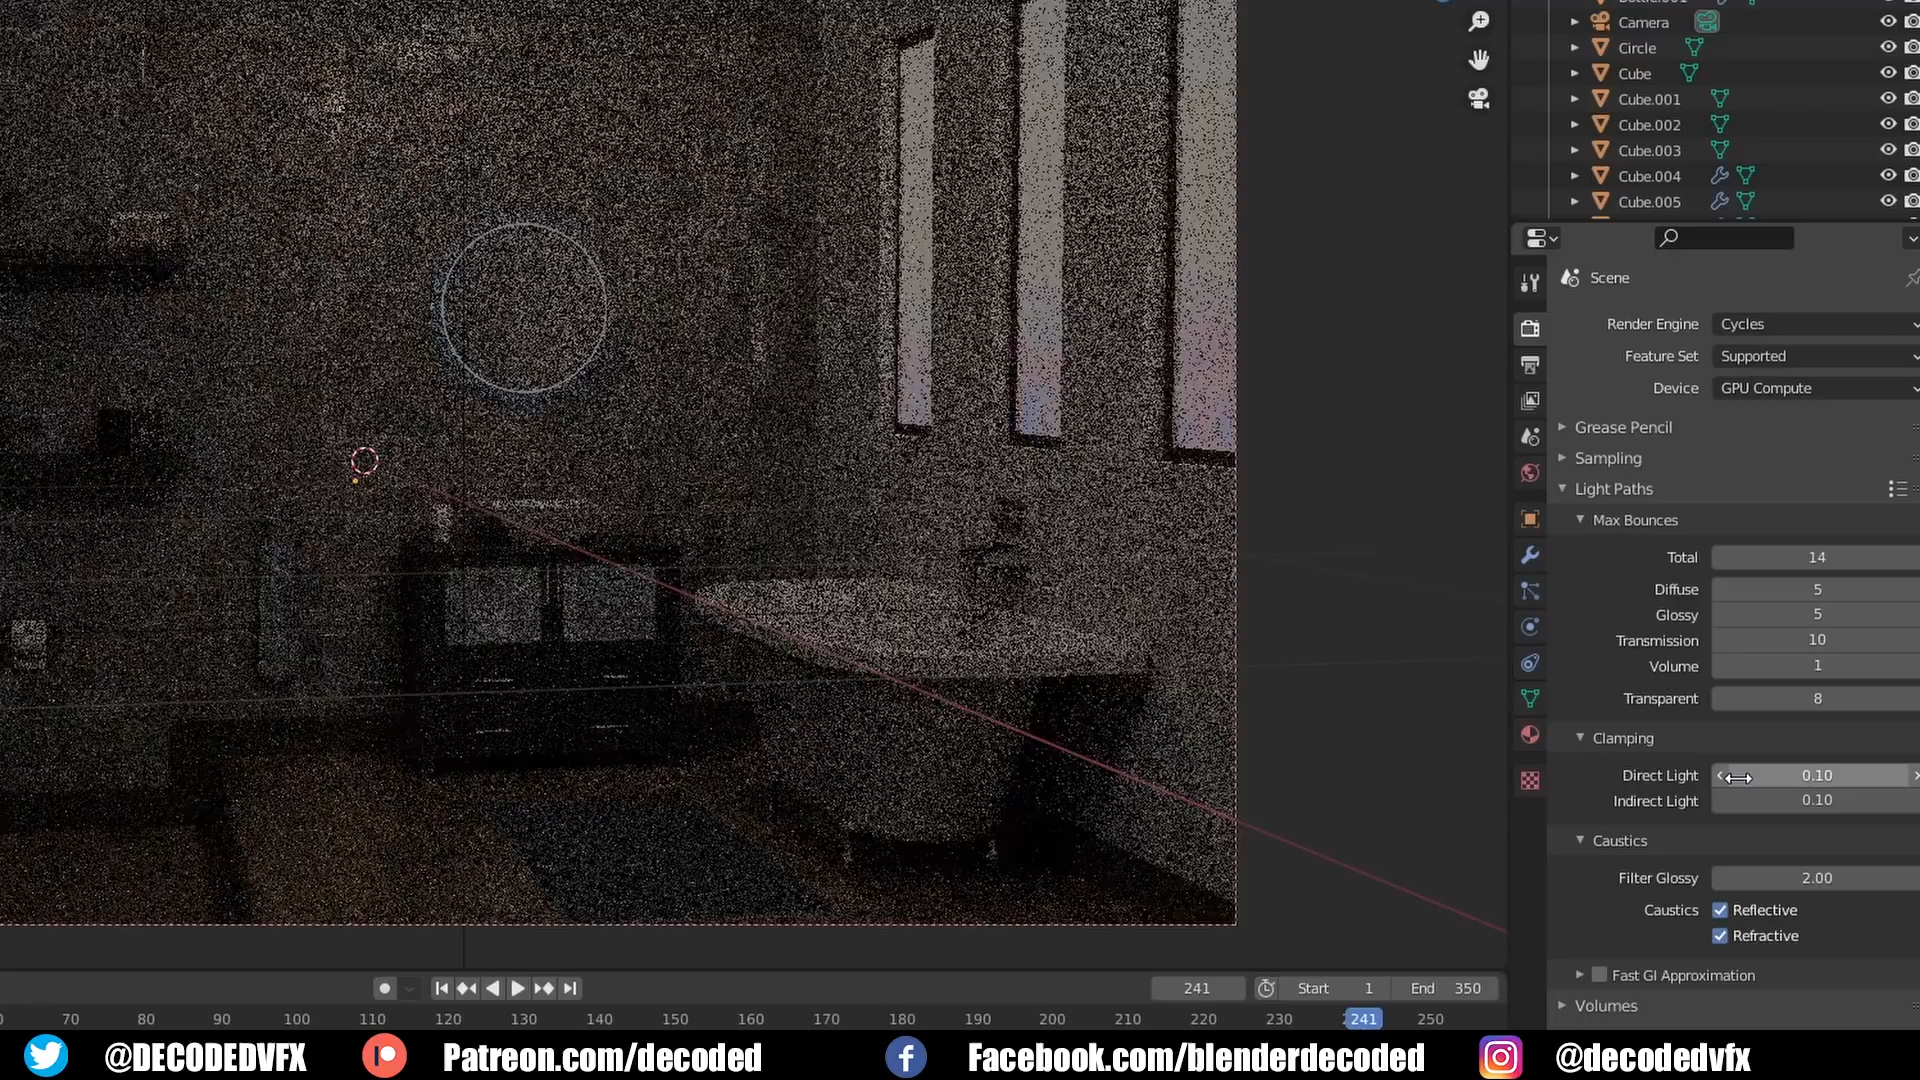 Camera
Circle
Cube
Cube.001
Cube.002
Cube.003
Cube.004
Cube.005
Scene
Render Engine Cycles
Feature Set Supported
Device GPU Compute
Grease Pencil
Sampling
Light Paths
Max Bounces
Total 14
Diffuse 5
Glossy 5
Transmission 10
Volume 1
Transparent 8
Clamping
Direct Light 0.10
Indirect Light 0.10
Caustics
Filter Glossy 2.00
Caustics Reflective
Refractive
Fast GI Approximation
Volumes
241 Start 1 End 350
70 80 90 100 110 120 130 140 150 160 170 180 190 200 210 220 230 241 250
@DECODEDVFX Patreon.com/decoded Facebook.com/blenderdecoded @decodedvfx